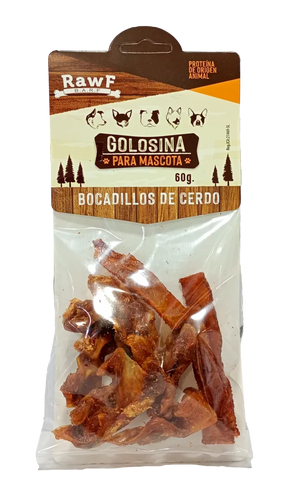 RawF
BARF
PROTEÍNA
DE ORIGEN
ANIMAL
GOLOSINA
PARA MASCOTA
60g.
BOCADILLOS DE CERDO